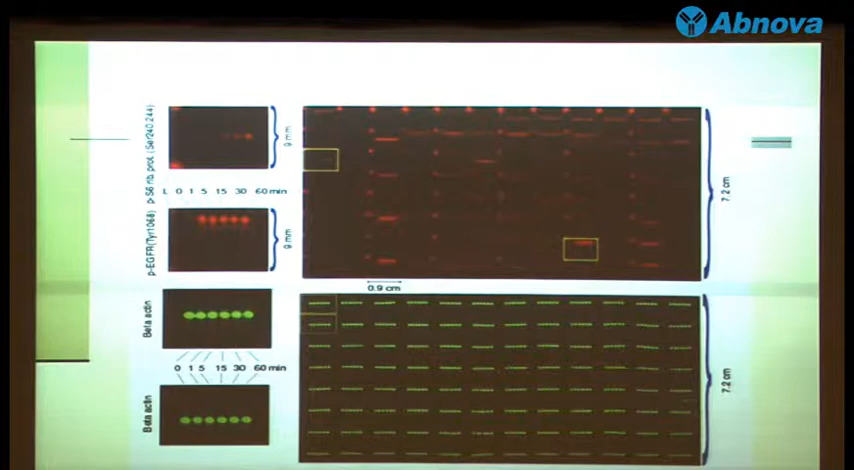 Abnova
p-S6 rib. prot. (Ser240.244)
9 mm
L 0 1 5 15 30 60 min
p-EGFR(Tyr1068)
9 mm
7.2 cm
0.9 cm
Beta actin
0 1 5 15 30 60 min
Beta actin
7.2 cm